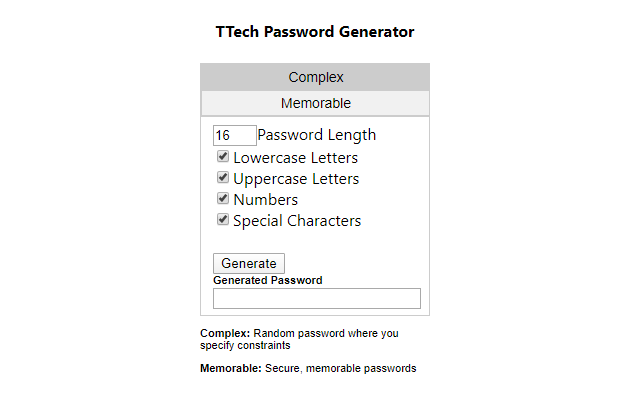 TTech Password Generator
Complex
Memorable
16 Password Length
Lowercase Letters
Uppercase Letters
Numbers
Special Characters
Generate
Generated Password
Complex: Random password where you
specify constraints
Memorable: Secure, memorable passwords